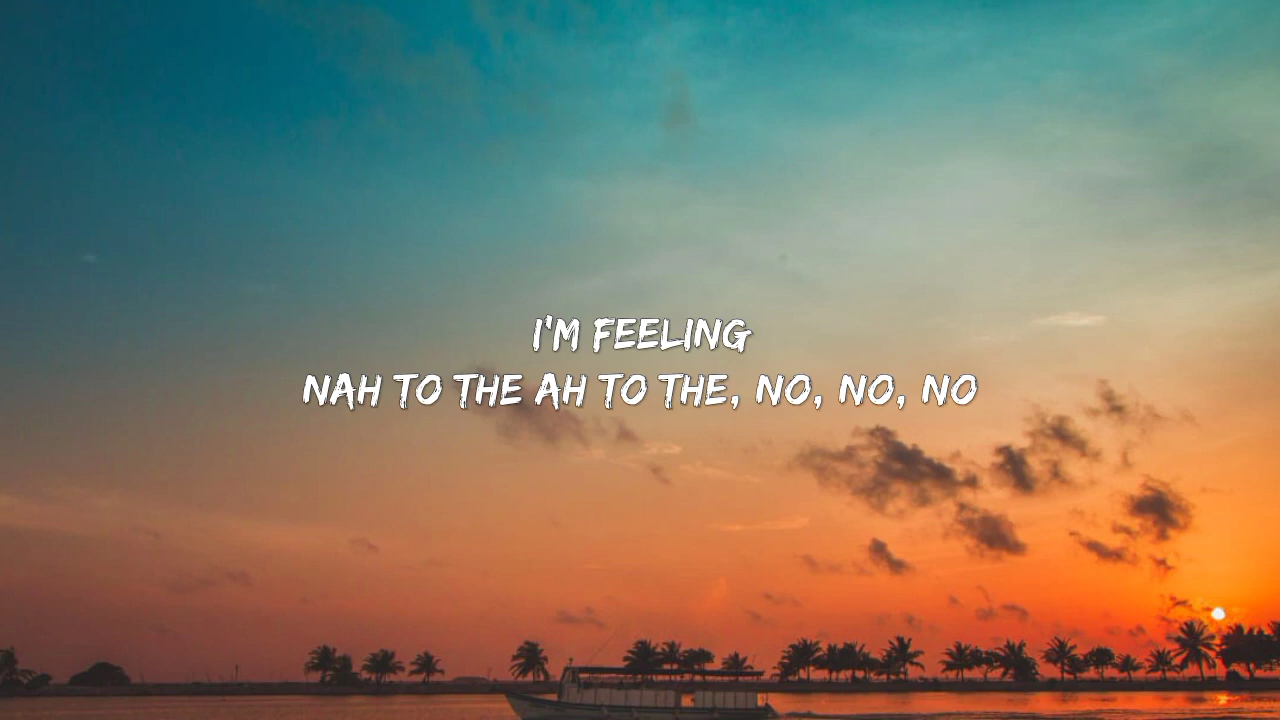 I'M FEELING
NAH TO THE AH TO THE, NO, NO, NO